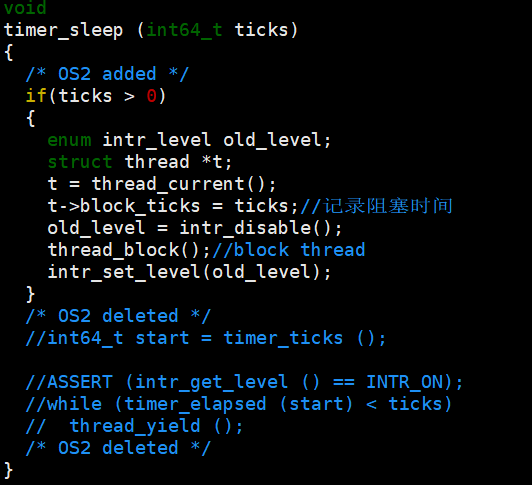 void
timer_sleep (int64_t ticks)
{
  /* OS2 added */
  if(ticks > 0)
  {
    enum intr_level old_level;
    struct thread *t;
    t = thread_current();
    t->block_ticks = ticks;//记录阻塞时间
    old_level = intr_disable();
    thread_block();//block thread
    intr_set_level(old_level);
  }
  /* OS2 deleted */
  //int64_t start = timer_ticks ();

  //ASSERT (intr_get_level () == INTR_ON);
  //while (timer_elapsed (start) < ticks)
  //  thread_yield ();
  /* OS2 deleted */
}